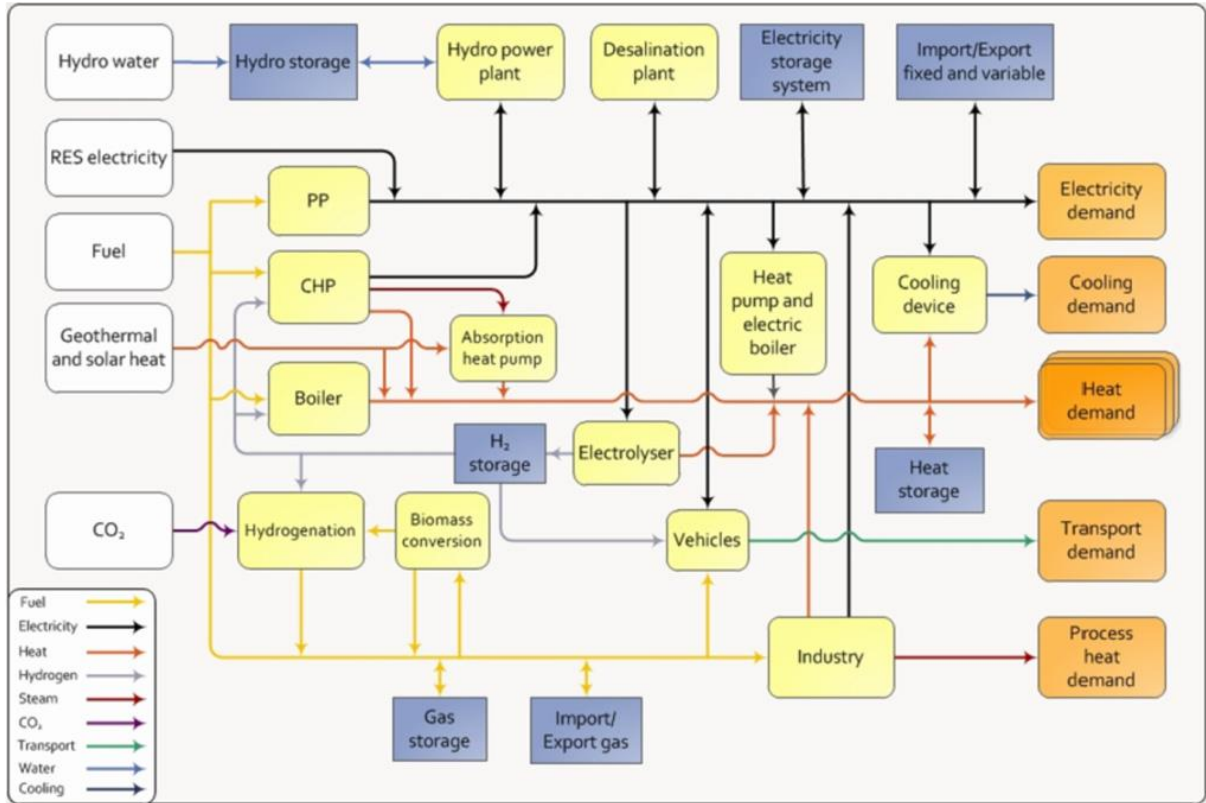 Hydro water
Hydro storage
Hydro power
plant
Desalination
plant
Electricity
storage
system
Import/Export
fixed and variable
RES electricity
PP
Electricity
demand
Fuel
CHP
Heat
pump and
electric
boiler
Cooling
device
Cooling
demand
Geothermal
and solar heat
Absorption
heat pump
Boiler
Heat
demand
H₂
storage
Electrolyser
Heat
storage
CO₂
Hydrogenation
Biomass
conversion
Vehicles
Transport
demand
Industry
Process
heat
demand
Gas
storage
Import/
Export gas
Fuel
Electricity
Heat
Hydrogen
Steam
CO₂
Transport
Water
Cooling